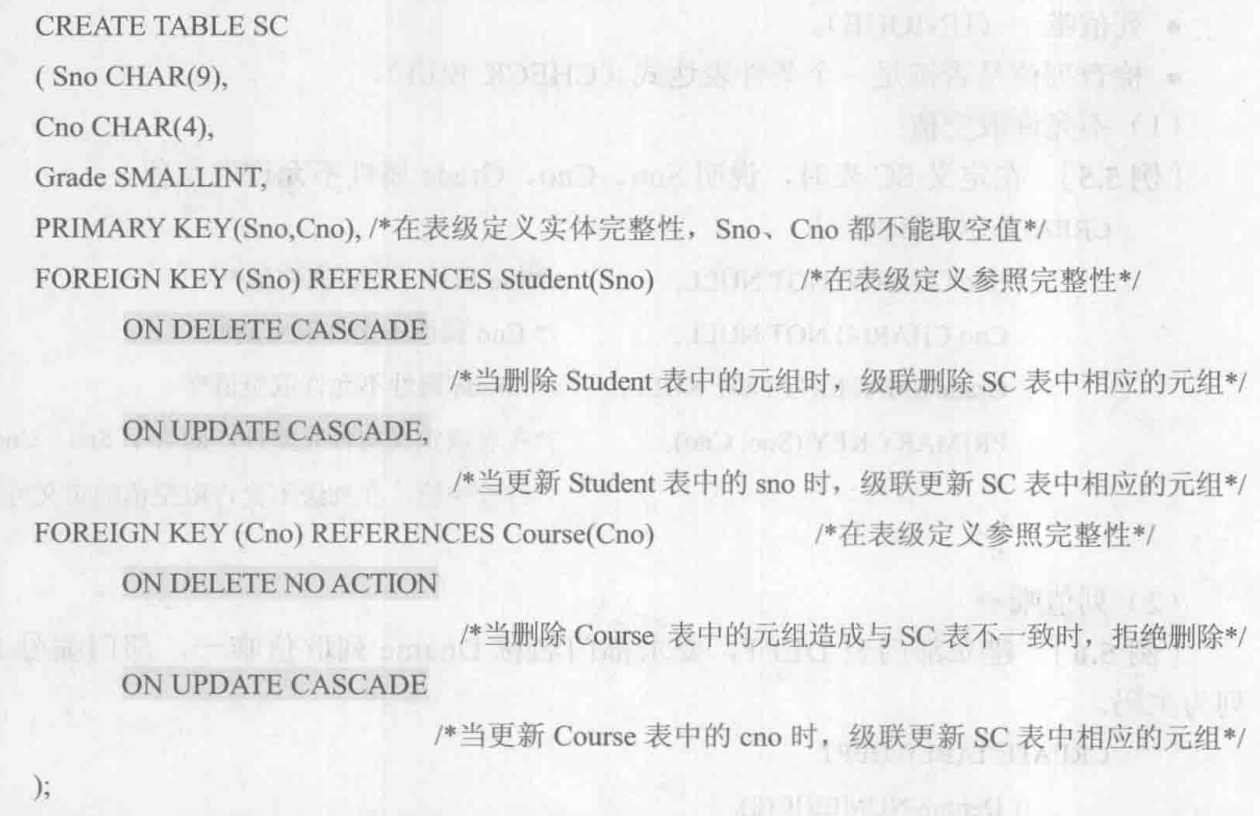 CREATE TABLE SC
( Sno CHAR(9),
Cno CHAR(4),
Grade SMALLINT,
PRIMARY KEY(Sno,Cno), /*在表级定义实体完整性，Sno、Cno 都不能取空值*/
FOREIGN KEY (Sno) REFERENCES Student(Sno) /*在表级定义参照完整性*/
ON DELETE CASCADE
/*当删除 Student 表中的元组时，级联删除 SC 表中相应的元组*/
ON UPDATE CASCADE,
/*当更新 Student 表中的 sno 时，级联更新 SC 表中相应的元组*/
FOREIGN KEY (Cno) REFERENCES Course(Cno) /*在表级定义参照完整性*/
ON DELETE NO ACTION
/*当删除 Course 表中的元组造成与 SC 表不一致时，拒绝删除*/
ON UPDATE CASCADE
/*当更新 Course 表中的 cno 时，级联更新 SC 表中相应的元组*/
);